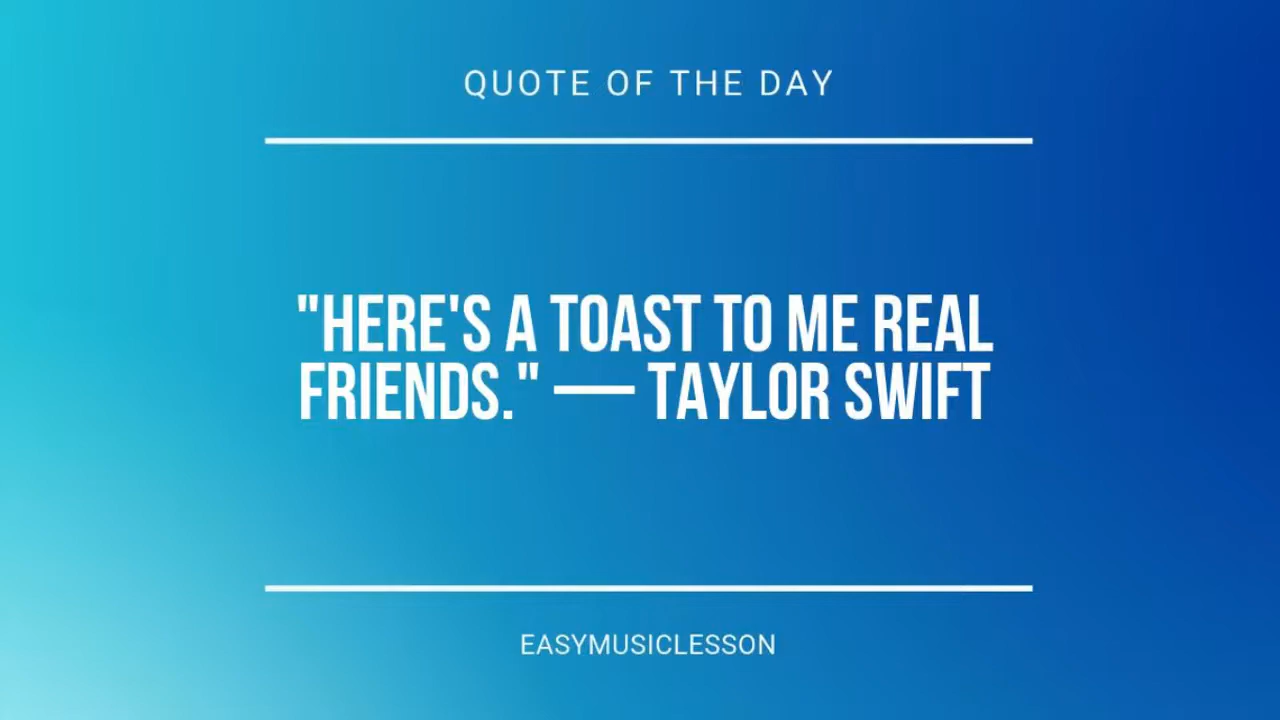 QUOTE OF THE DAY
"HERE'S A TOAST TO ME REAL
FRIENDS." — TAYLOR SWIFT
EASYMUSICLESSON